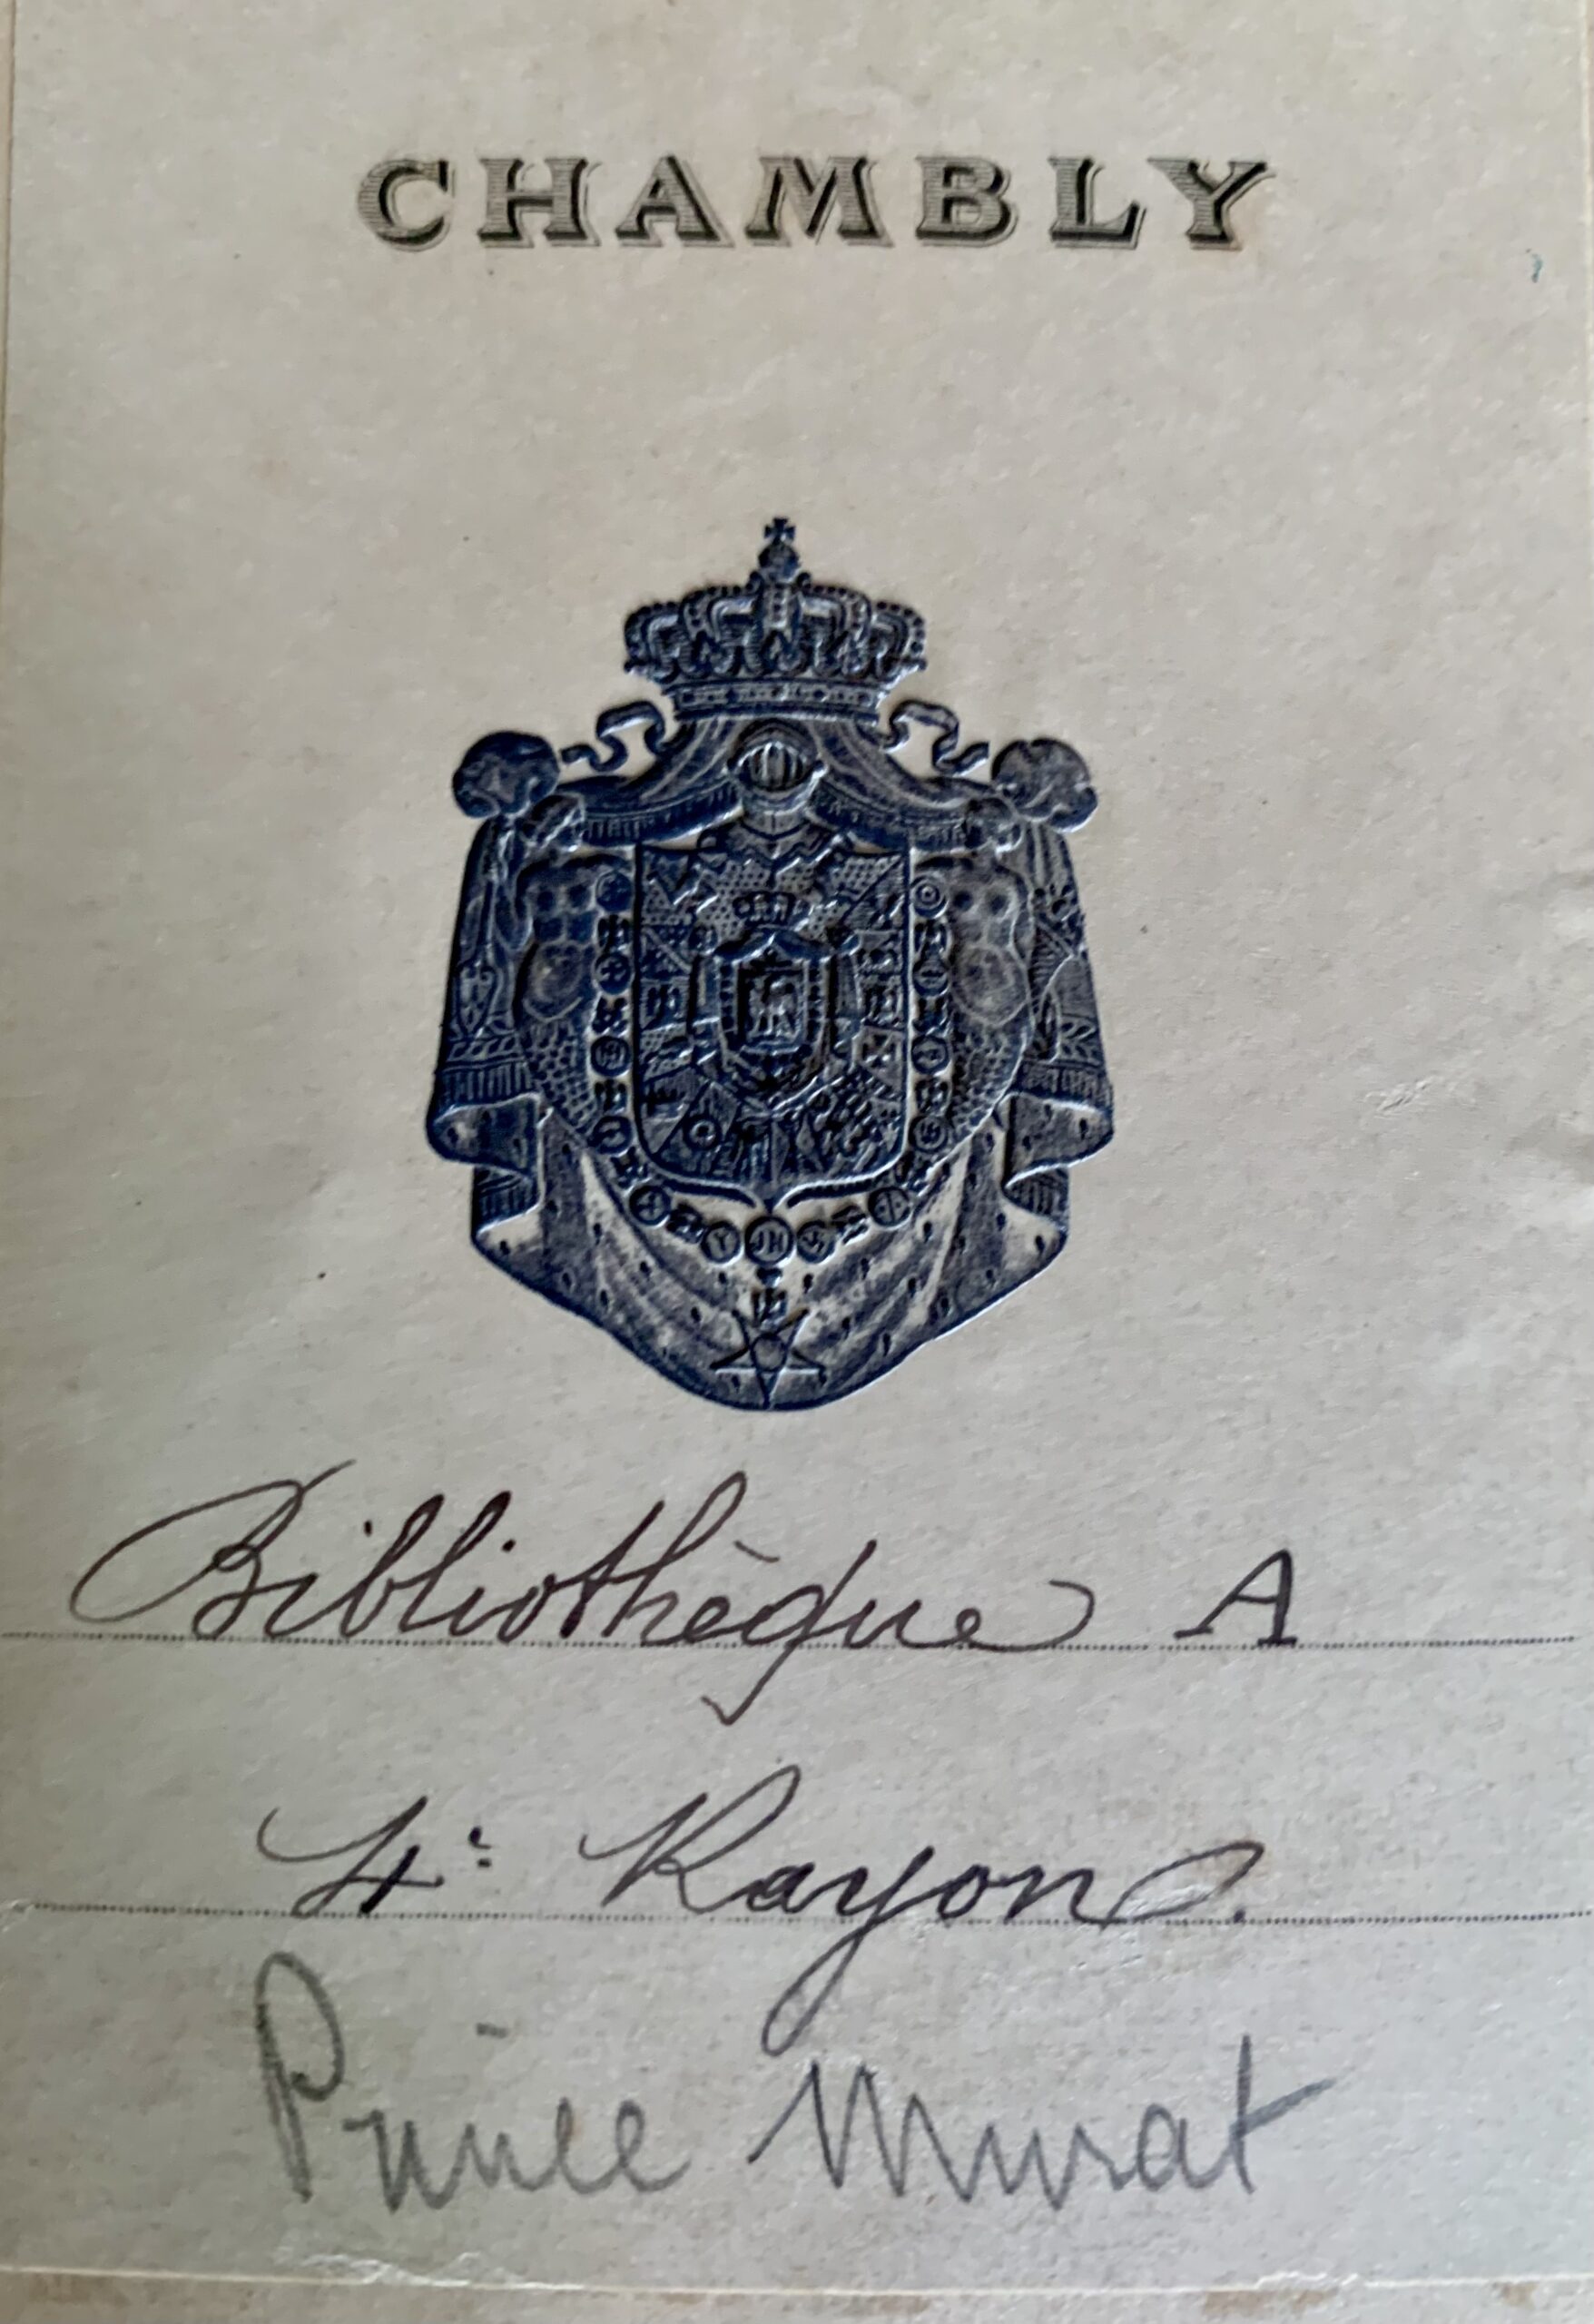 CHAMBLY
Bibliothèque A
4: Rayon.
Prince Murat